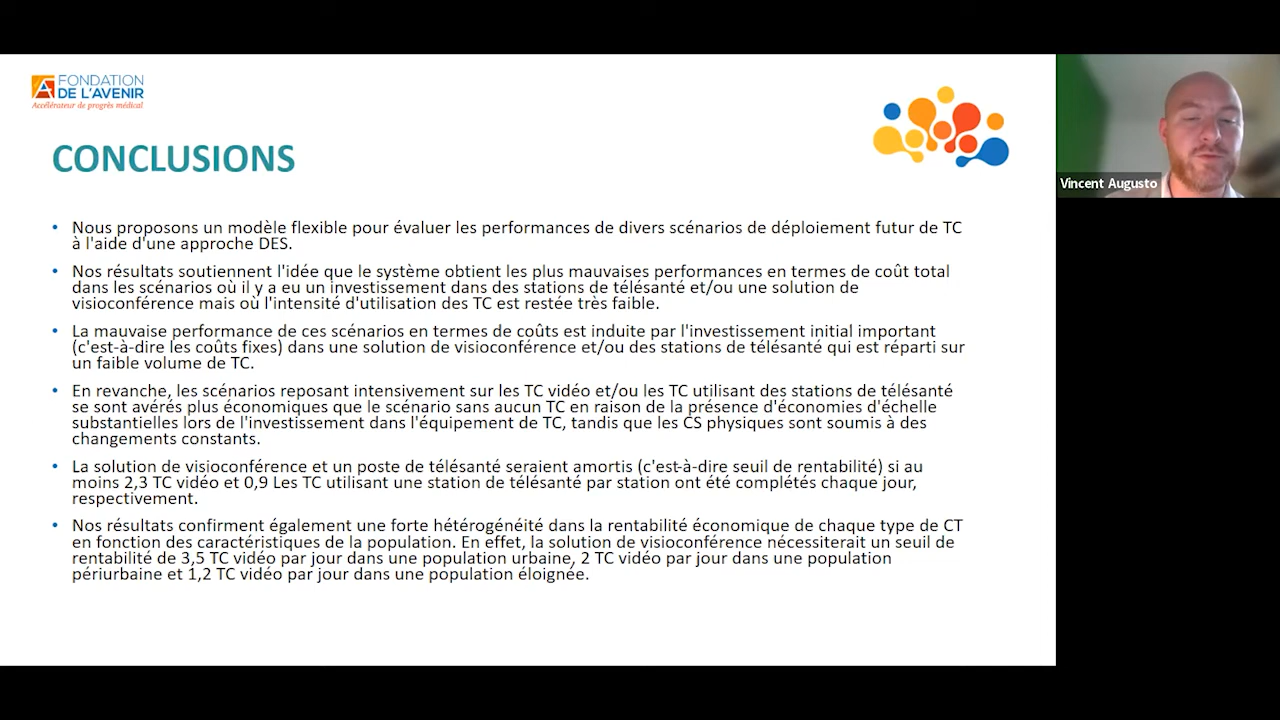 FONDATION
DE L'AVENIR
Accélérateur de progrès médical
CONCLUSIONS
• Nous proposons un modèle flexible pour évaluer les performances de divers scénarios de déploiement futur de TC
à l'aide d'une approche DES.
• Nos résultats soutiennent l'idée que le système obtient les plus mauvaises performances en termes de coût total
dans les scénarios où il y a eu un investissement dans des stations de télésanté et/ou une solution de
visioconférence mais où l'intensité d'utilisation des TC est restée très faible.
• La mauvaise performance de ces scénarios en termes de coûts est induite par l'investissement initial important
(c'est-à-dire les coûts fixes) dans une solution de visioconférence et/ou des stations de télésanté qui est réparti sur
un faible volume de TC.
• En revanche, les scénarios reposant intensivement sur les TC vidéo et/ou les TC utilisant des stations de télésanté
se sont avérés plus économiques que le scénario sans aucun TC en raison de la présence d'économies d'échelle
substantielles lors de l'investissement dans l'équipement de TC, tandis que les CS physiques sont soumis à des
changements constants.
• La solution de visioconférence et un poste de télésanté seraient amortis (c'est-à-dire seuil de rentabilité) si au
moins 2,3 TC vidéo et 0,9 Les TC utilisant une station de télésanté par station ont été complétés chaque jour,
respectivement.
• Nos résultats confirment également une forte hétérogénéité dans la rentabilité économique de chaque type de CT
en fonction des caractéristiques de la population. En effet, la solution de visioconférence nécessiterait un seuil de
rentabilité de 3,5 TC vidéo par jour dans une population urbaine, 2 TC vidéo par jour dans une population
périurbaine et 1,2 TC vidéo par jour dans une population éloignée.
Vincent Augusto